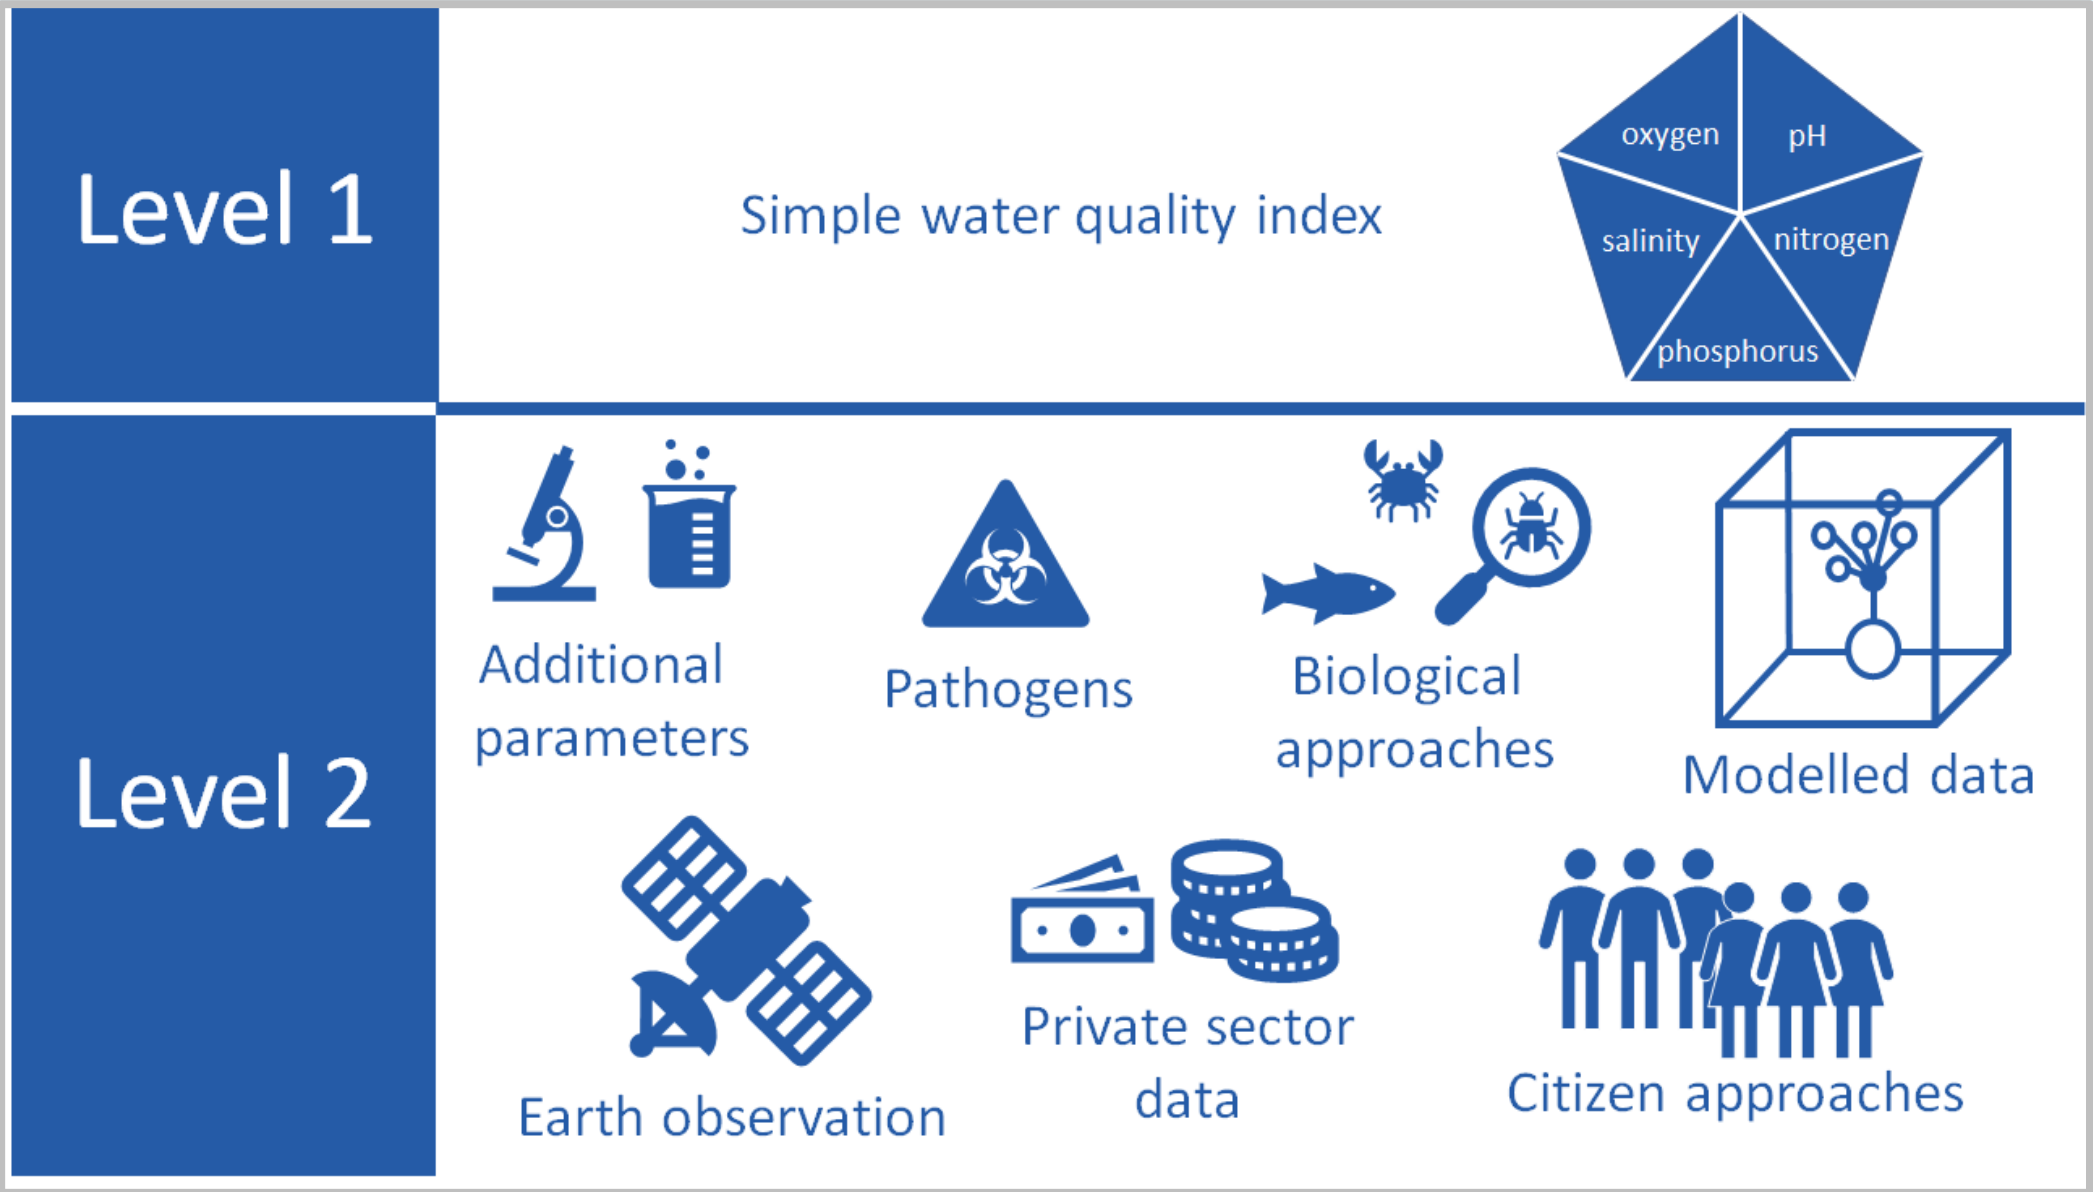 Level 1
Simple water quality index
oxygen
pH
salinity
nitrogen
phosphorus
Level 2
Additional
parameters
Pathogens
Biological
approaches
Modelled data
Earth observation
Private sector
data
Citizen approaches